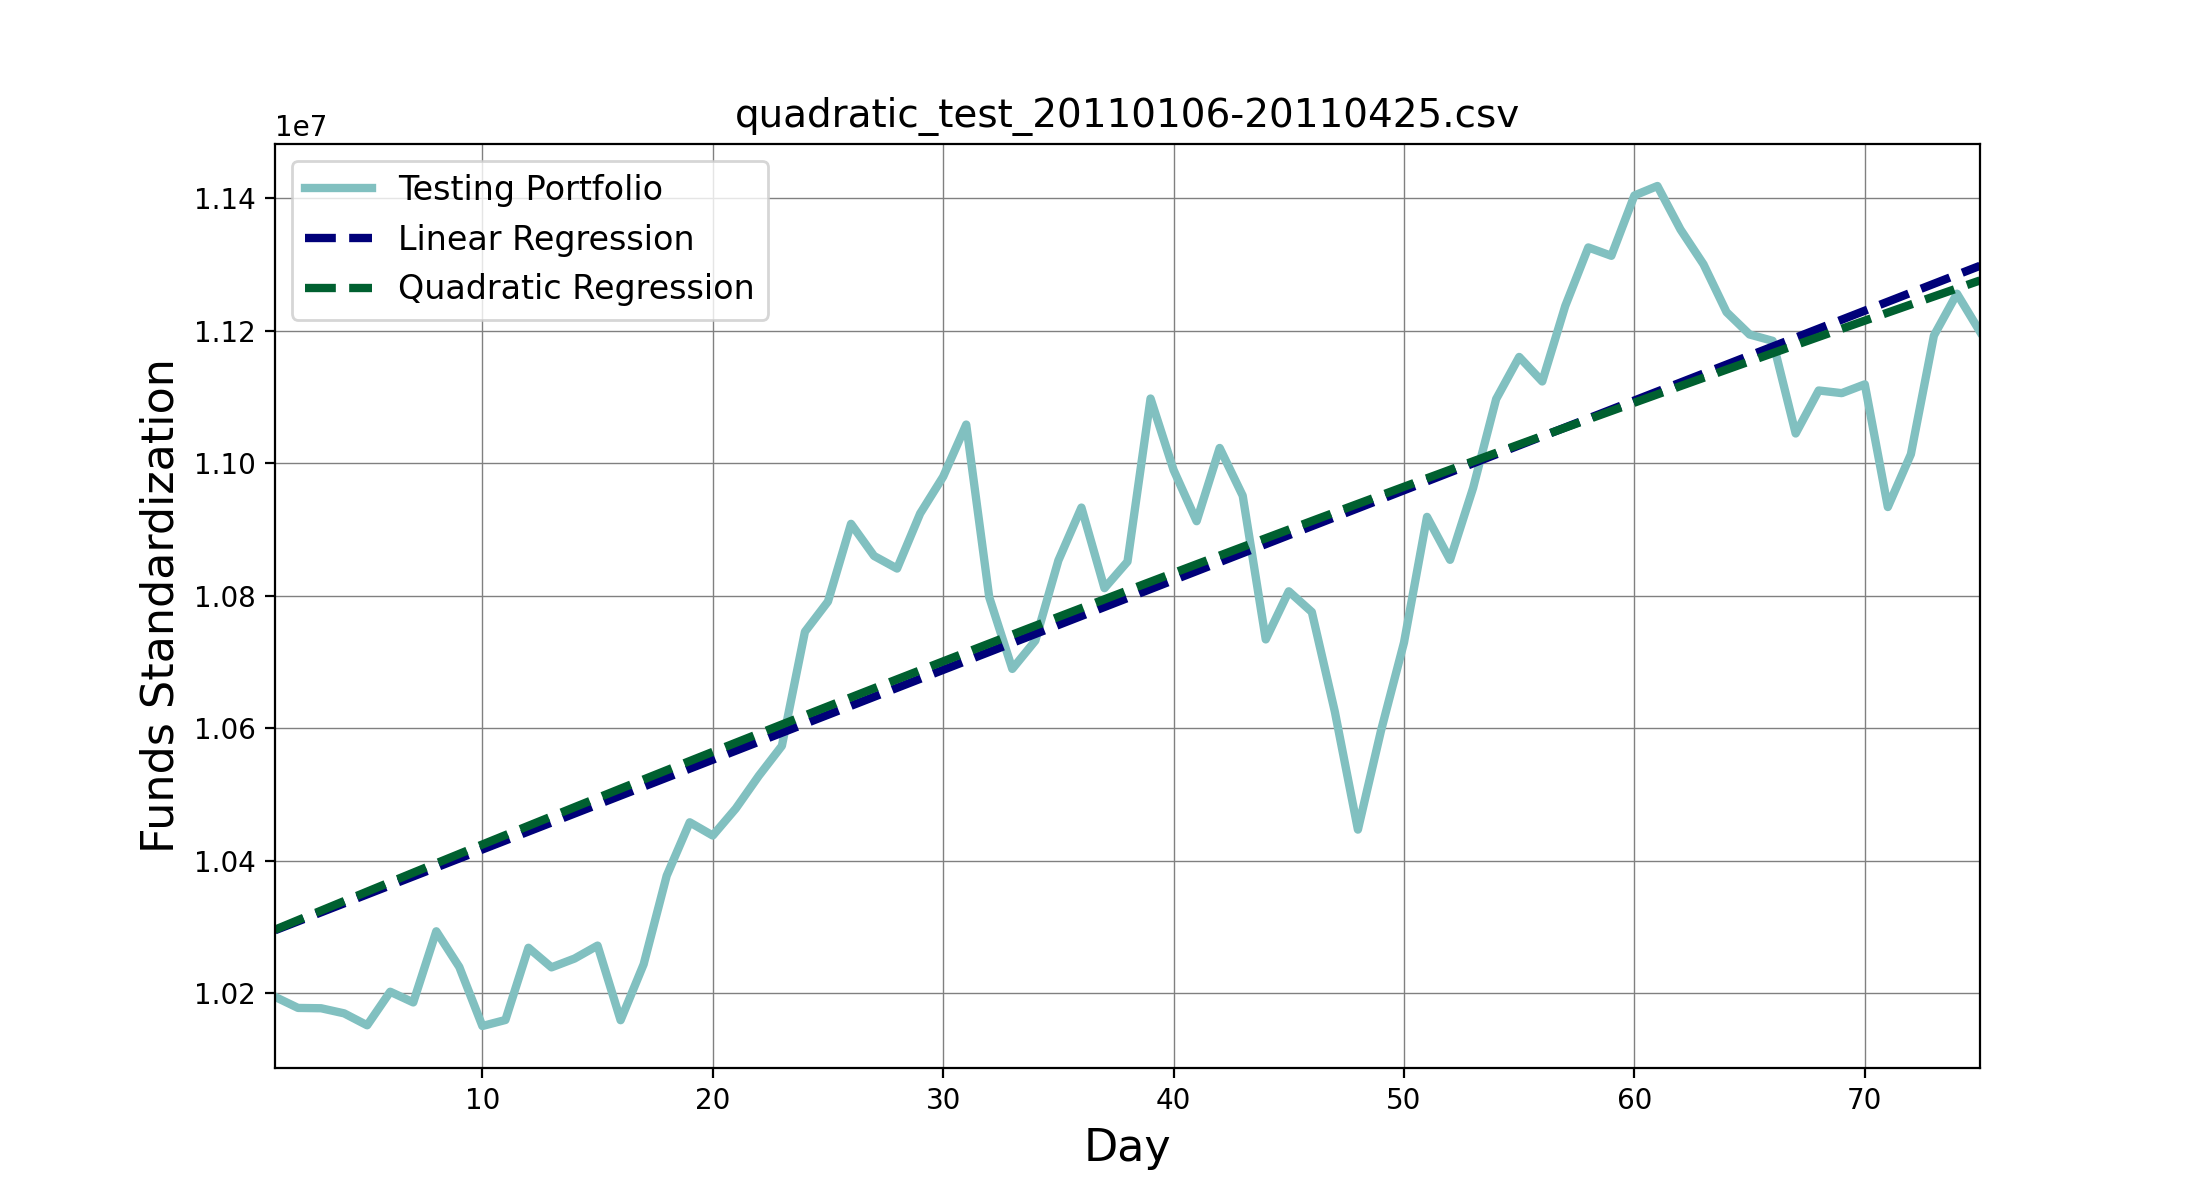 quadratic_test_20110106-20110425.csv
1e7
Testing Portfolio
Linear Regression
Quadratic Regression
1.14
1.12
1.10
1.08
1.06
1.04
1.02
Funds Standardization
10 20 30 40 50 60 70
Day